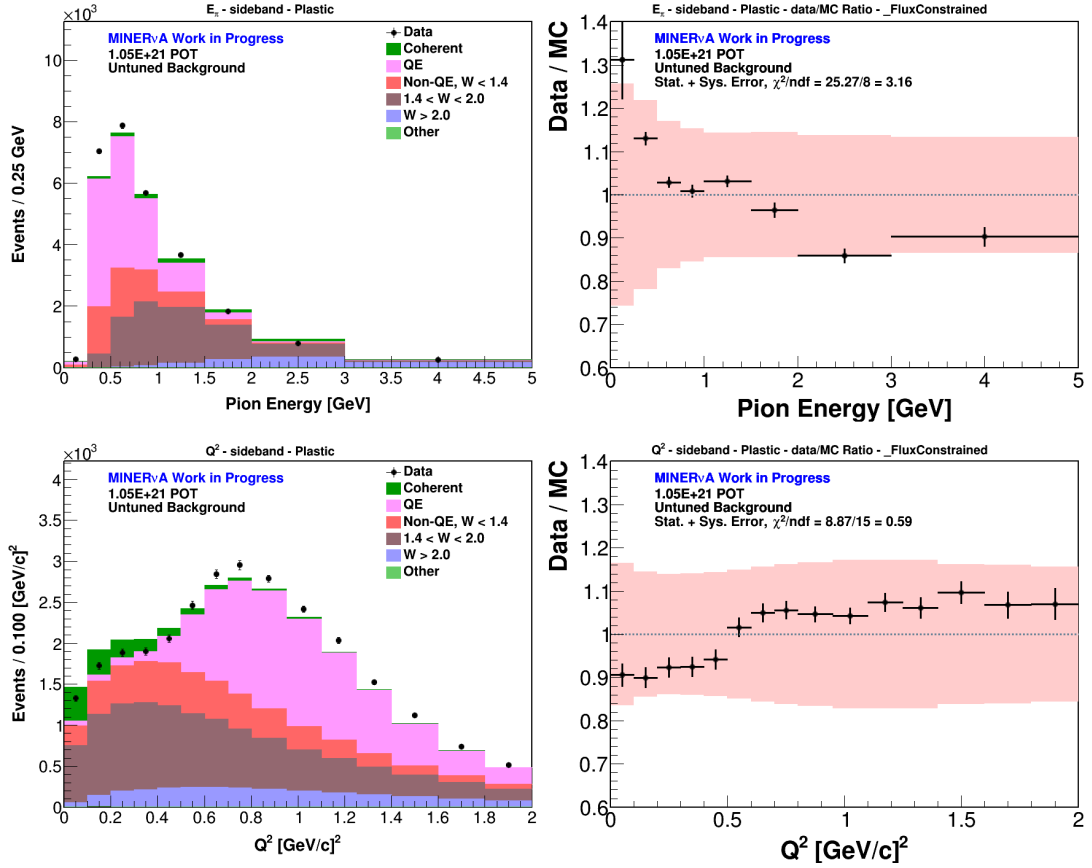 E_π - sideband - Plastic
×10³
MINERνA Work in Progress
1.05E+21 POT
Untuned Background
Data
Coherent
QE
Non-QE, W < 1.4
1.4 < W < 2.0
W > 2.0
Other
Events / 0.25 GeV
10
8
6
4
2
0
0 0.5 1 1.5 2 2.5 3 3.5 4 4.5 5
Pion Energy [GeV]
E_π - sideband - Plastic - data/MC Ratio - _FluxConstrained
MINERνA Work in Progress
1.05E+21 POT
Untuned Background
Stat. + Sys. Error, χ²/ndf = 25.27/8 = 3.16
Data / MC
1.4
1.3
1.2
1.1
1
0.9
0.8
0.7
0.6
0 1 2 3 4 5
Pion Energy [GeV]
Q² - sideband - Plastic
×10³
MINERνA Work in Progress
1.05E+21 POT
Untuned Background
Data
Coherent
QE
Non-QE, W < 1.4
1.4 < W < 2.0
W > 2.0
Other
Events / 0.100 [GeV/c]²
4
3.5
3
2.5
2
1.5
1
0.5
0
0 0.2 0.4 0.6 0.8 1 1.2 1.4 1.6 1.8 2
Q² [GeV/c]²
Q² - sideband - Plastic - data/MC Ratio - _FluxConstrained
MINERνA Work in Progress
1.05E+21 POT
Untuned Background
Stat. + Sys. Error, χ²/ndf = 8.87/15 = 0.59
Data / MC
1.4
1.3
1.2
1.1
1
0.9
0.8
0.7
0.6
0 0.5 1 1.5 2
Q² [GeV/c]²